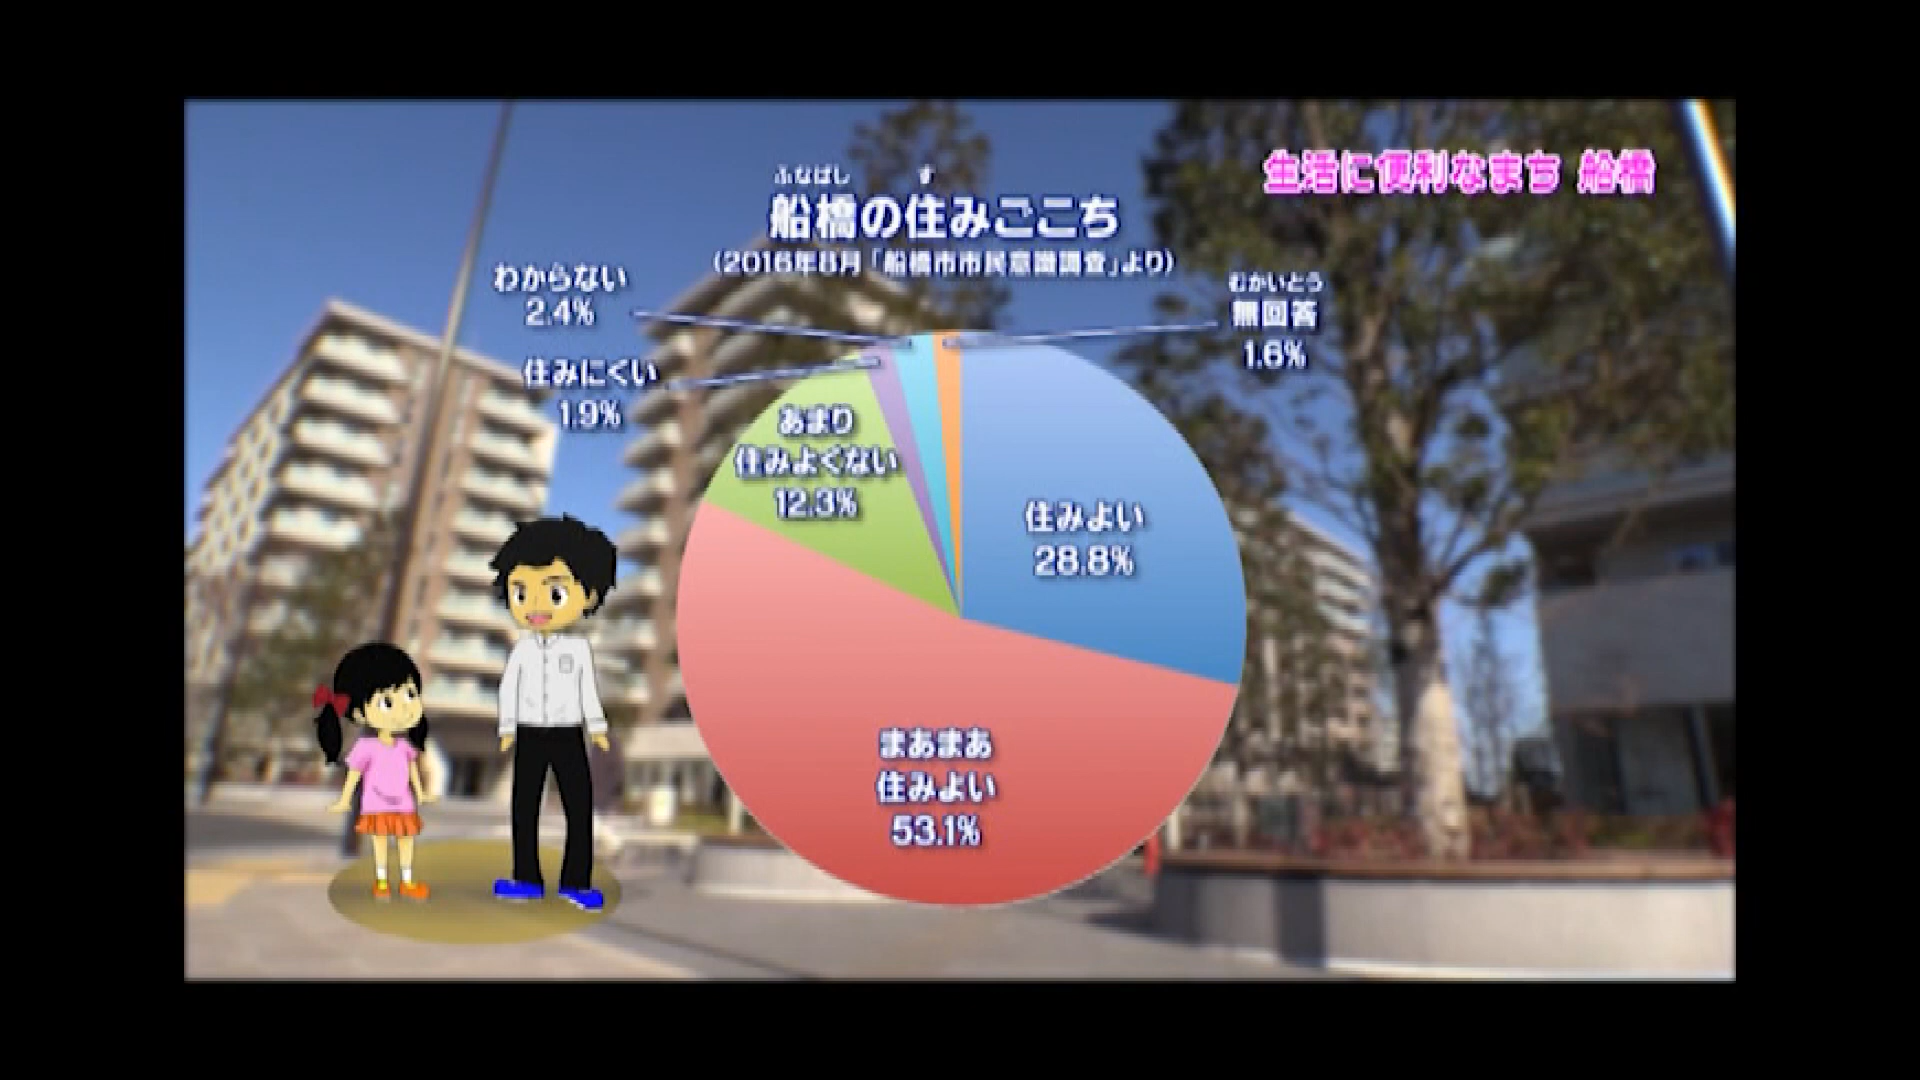 生活に便利なまち 船橋
ふなばし す
船橋の住みごこち
(2016年8月「船橋市市民意識調査」より)
わからない
2.4%
むかいとう
無回答
1.6%
住みにくい
1.9%
あまり
住みよくない
12.3%
住みよい
28.8%
まあまあ
住みよい
53.1%